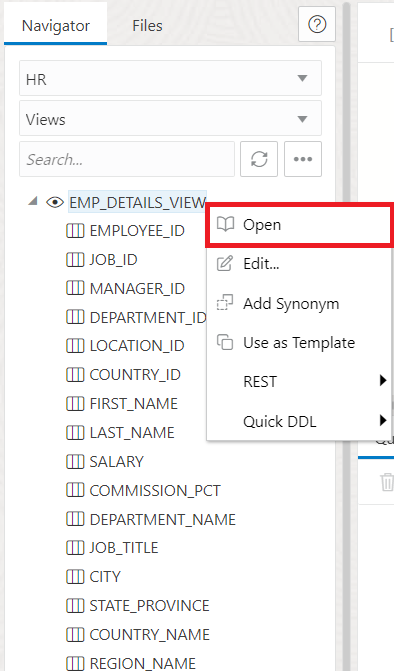 Navigator Files
HR
Views
Search...
EMP_DETAILS_VIEW
EMPLOYEE_ID
JOB_ID
MANAGER_ID
DEPARTMENT_ID
LOCATION_ID
COUNTRY_ID
FIRST_NAME
LAST_NAME
SALARY
COMMISSION_PCT
DEPARTMENT_NAME
JOB_TITLE
CITY
STATE_PROVINCE
COUNTRY_NAME
REGION_NAME
Open
Edit...
Add Synonym
Use as Template
REST
Quick DDL